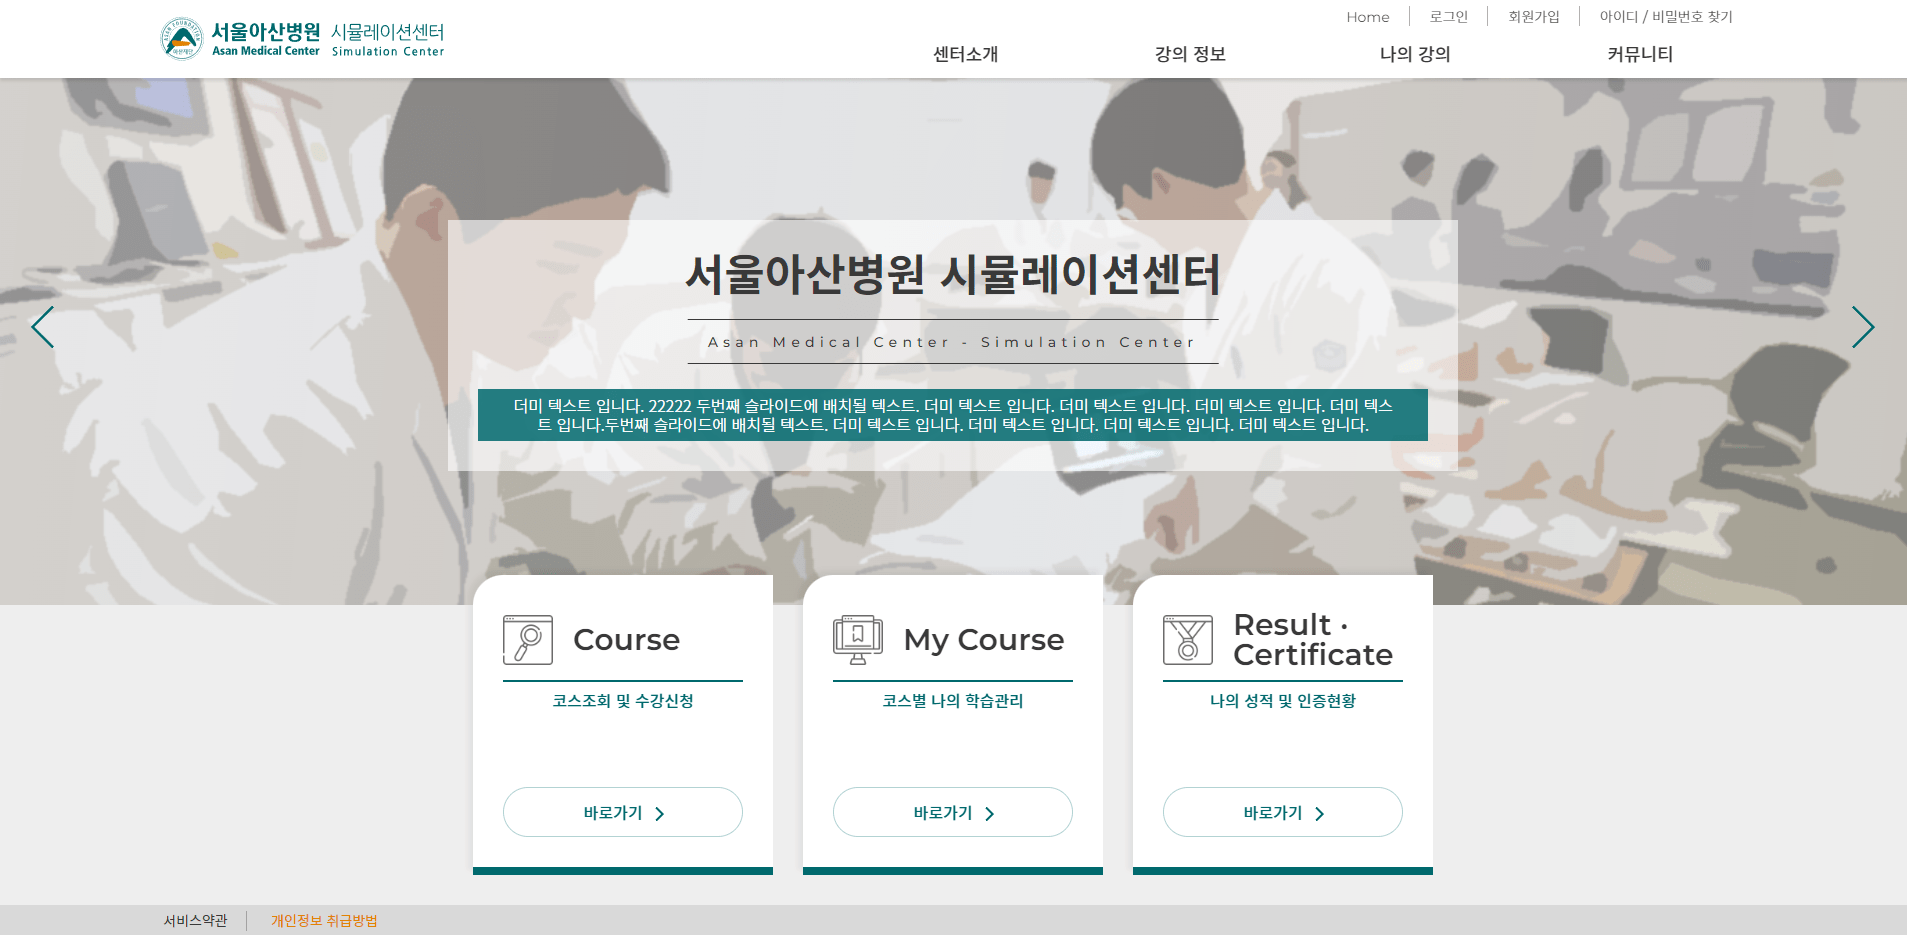 서울아산병원 시뮬레이션센터
Asan Medical Center Simulation Center
Home 로그인 회원가입 아이디 / 비밀번호 찾기
센터소개 강의 정보 나의 강의 커뮤니티
서울아산병원 시뮬레이션센터
Asan Medical Center - Simulation Center
더미 텍스트 입니다. 22222 두번째 슬라이드에 배치될 텍스트. 더미 텍스트 입니다. 더미 텍스트 입니다. 더미 텍스트 입니다. 더미 텍스
트 입니다.두번째 슬라이드에 배치될 텍스트. 더미 텍스트 입니다. 더미 텍스트 입니다. 더미 텍스트 입니다. 더미 텍스트 입니다.
Course
코스조회 및 수강신청
바로가기
My Course
코스별 나의 학습관리
바로가기
Result ·
Certificate
나의 성적 및 인증현황
바로가기
서비스약관 개인정보 취급방법